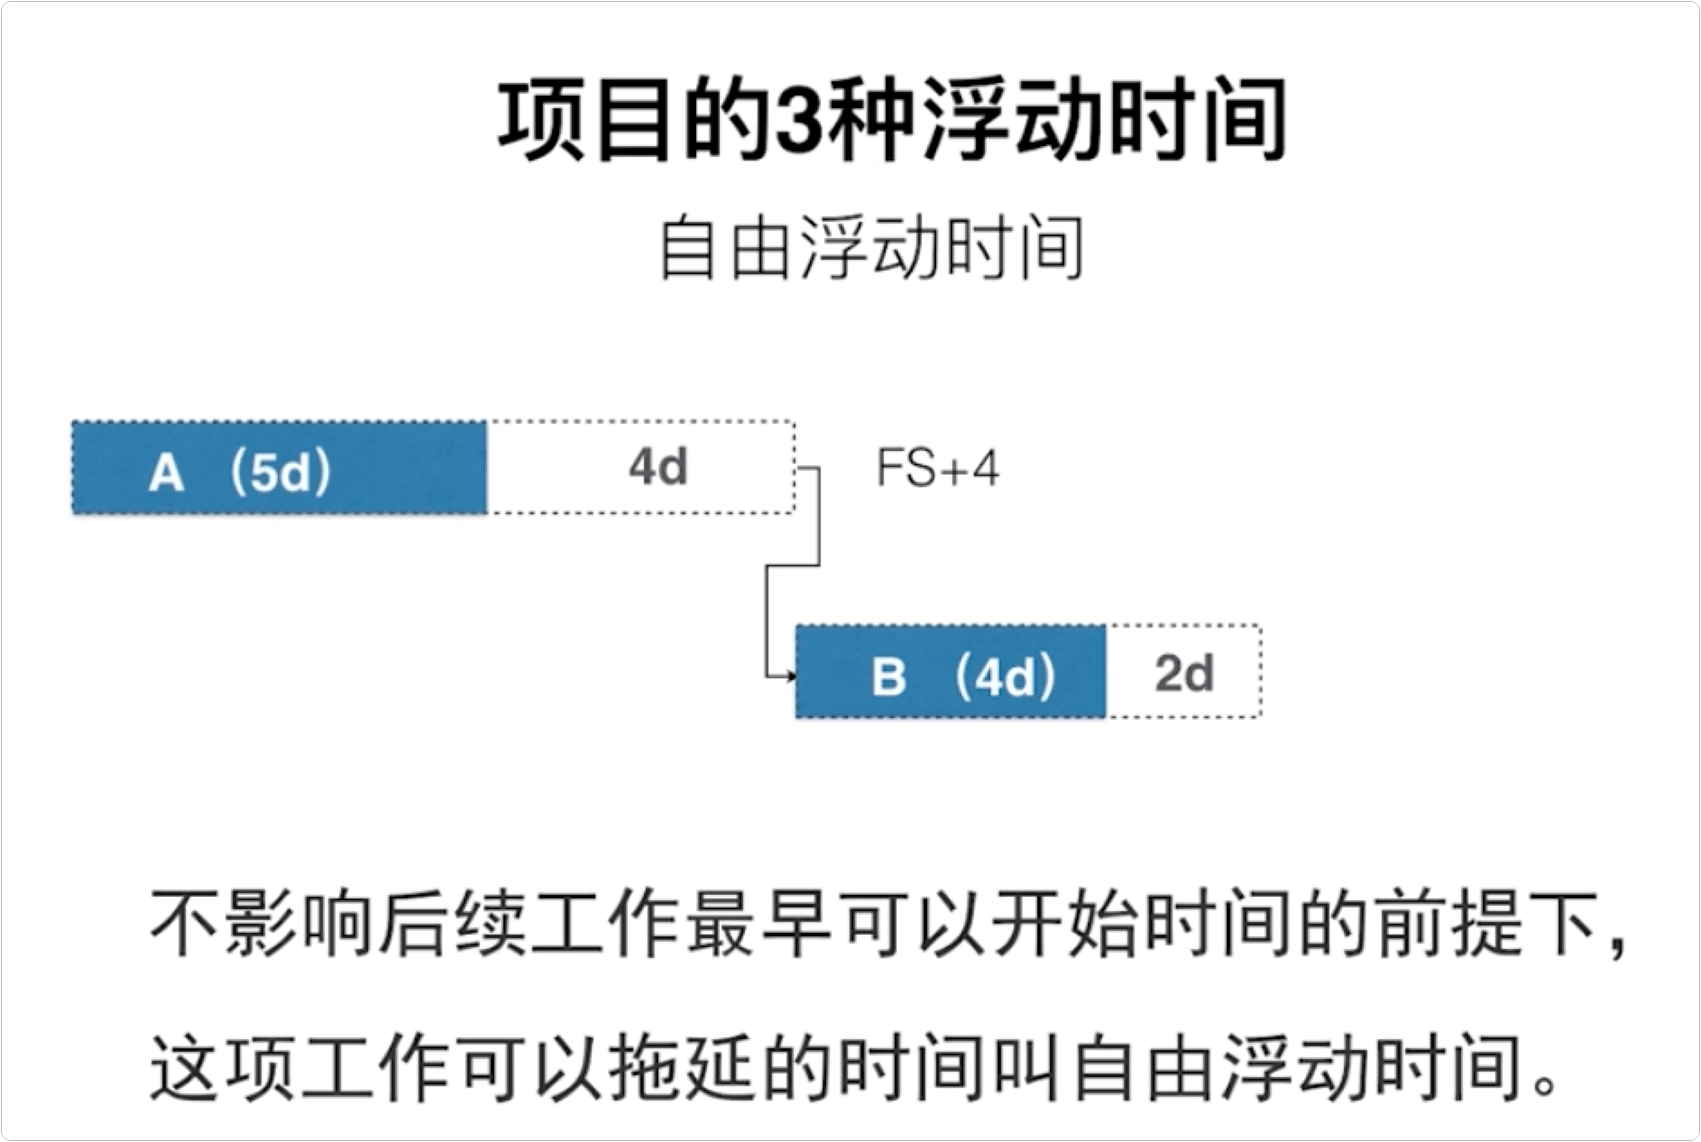 项目的3种浮动时间
自由浮动时间
A （5d） 4d FS+4
B （4d） 2d
不影响后续工作最早可以开始时间的前提下，
这项工作可以拖延的时间叫自由浮动时间。